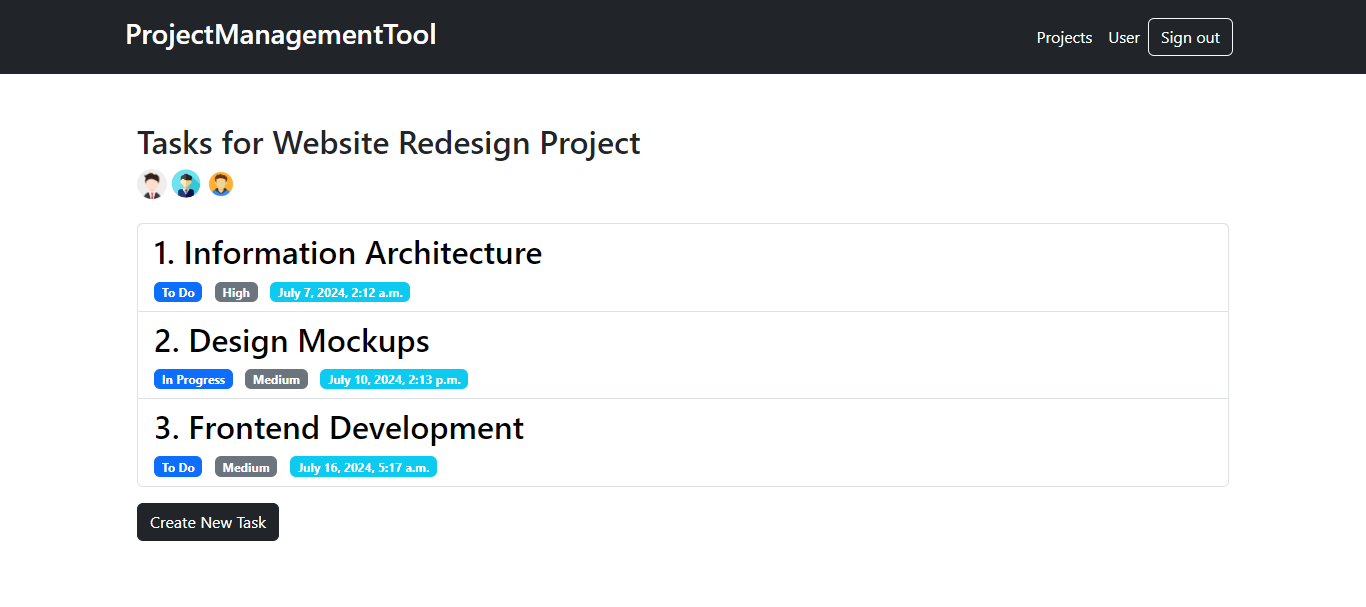 ProjectManagementTool
Projects User Sign out
Tasks for Website Redesign Project
1. Information Architecture
To Do High July 7, 2024, 2:12 a.m.
2. Design Mockups
In Progress Medium July 10, 2024, 2:13 p.m.
3. Frontend Development
To Do Medium July 16, 2024, 5:17 a.m.
Create New Task